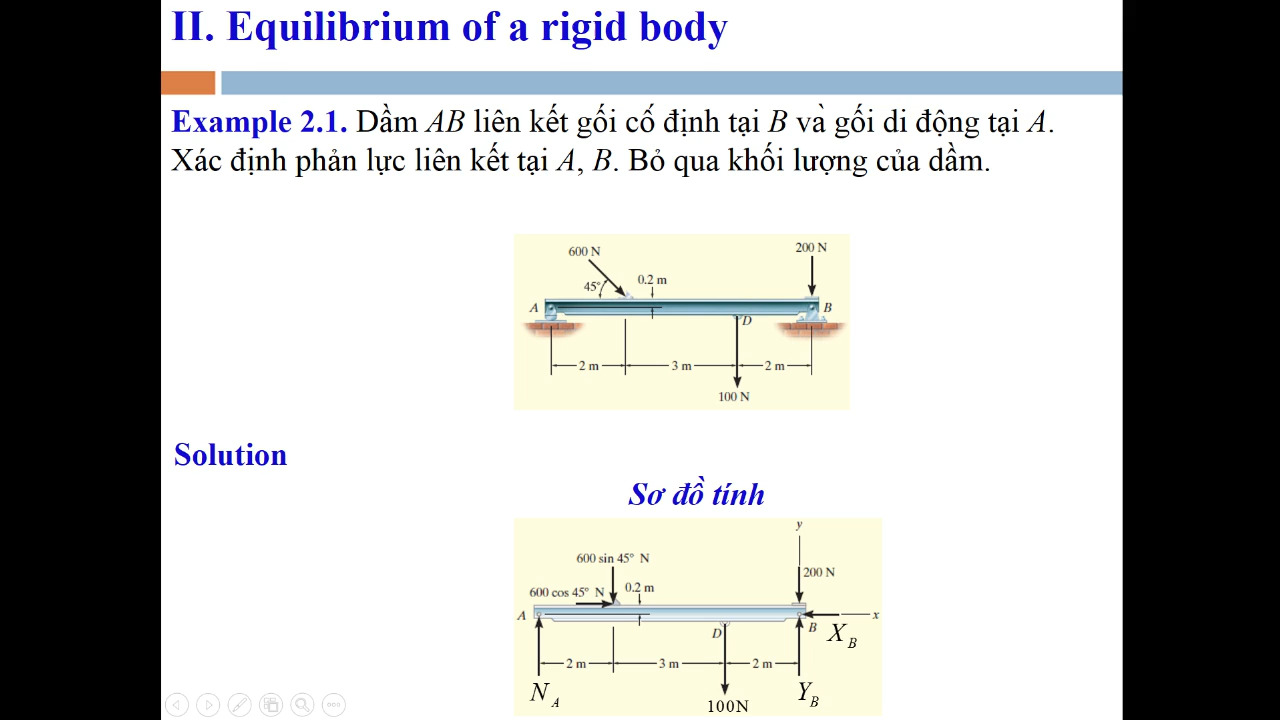 II. Equilibrium of a rigid body
Example 2.1. Dầm AB liên kết gối cố định tại B và gối di động tại A.
Xác định phản lực liên kết tại A, B. Bỏ qua khối lượng của dầm.
600 N
200 N
45°
0.2 m
A
B
D
2 m
3 m
2 m
100 N
Solution
Sơ đồ tính
y
600 sin 45° N
200 N
600 cos 45° N
0.2 m
A
x
D
B
X_B
2 m
3 m
2 m
N_A
100N
Y_B